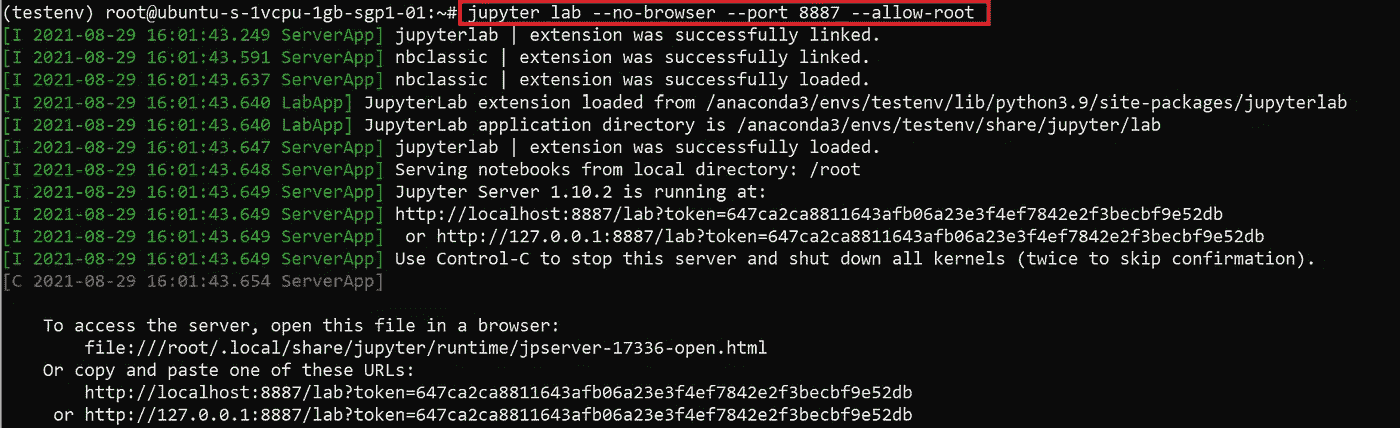 (testenv) root@ubuntu-s-1vcpu-1gb-sgp1-01:~# jupyter lab --no-browser --port 8887 --allow-root
[I 2021-08-29 16:01:43.249 ServerApp] jupyterlab | extension was successfully linked.
[I 2021-08-29 16:01:43.591 ServerApp] nbclassic | extension was successfully linked.
[I 2021-08-29 16:01:43.637 ServerApp] nbclassic | extension was successfully loaded.
[I 2021-08-29 16:01:43.640 LabApp] JupyterLab extension loaded from /anaconda3/envs/testenv/lib/python3.9/site-packages/jupyterlab
[I 2021-08-29 16:01:43.640 LabApp] JupyterLab application directory is /anaconda3/envs/testenv/share/jupyter/lab
[I 2021-08-29 16:01:43.647 ServerApp] jupyterlab | extension was successfully loaded.
[I 2021-08-29 16:01:43.648 ServerApp] Serving notebooks from local directory: /root
[I 2021-08-29 16:01:43.649 ServerApp] Jupyter Server 1.10.2 is running at:
[I 2021-08-29 16:01:43.649 ServerApp] http://localhost:8887/lab?token=647ca2ca8811643afb06a23e3f4ef7842e2f3becbf9e52db
[I 2021-08-29 16:01:43.649 ServerApp]  or http://127.0.0.1:8887/lab?token=647ca2ca8811643afb06a23e3f4ef7842e2f3becbf9e52db
[I 2021-08-29 16:01:43.649 ServerApp] Use Control-C to stop this server and shut down all kernels (twice to skip confirmation).
[C 2021-08-29 16:01:43.654 ServerApp]
To access the server, open this file in a browser:
file:///root/.local/share/jupyter/runtime/jpserver-17336-open.html
Or copy and paste one of these URLs:
http://localhost:8887/lab?token=647ca2ca8811643afb06a23e3f4ef7842e2f3becbf9e52db
or http://127.0.0.1:8887/lab?token=647ca2ca8811643afb06a23e3f4ef7842e2f3becbf9e52db